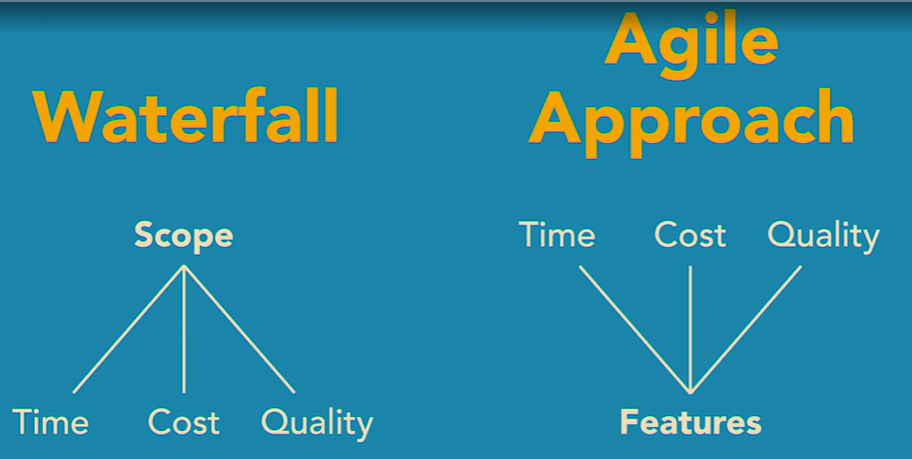 Waterfall
Scope
Time Cost Quality
Agile
Approach
Time Cost Quality
Features